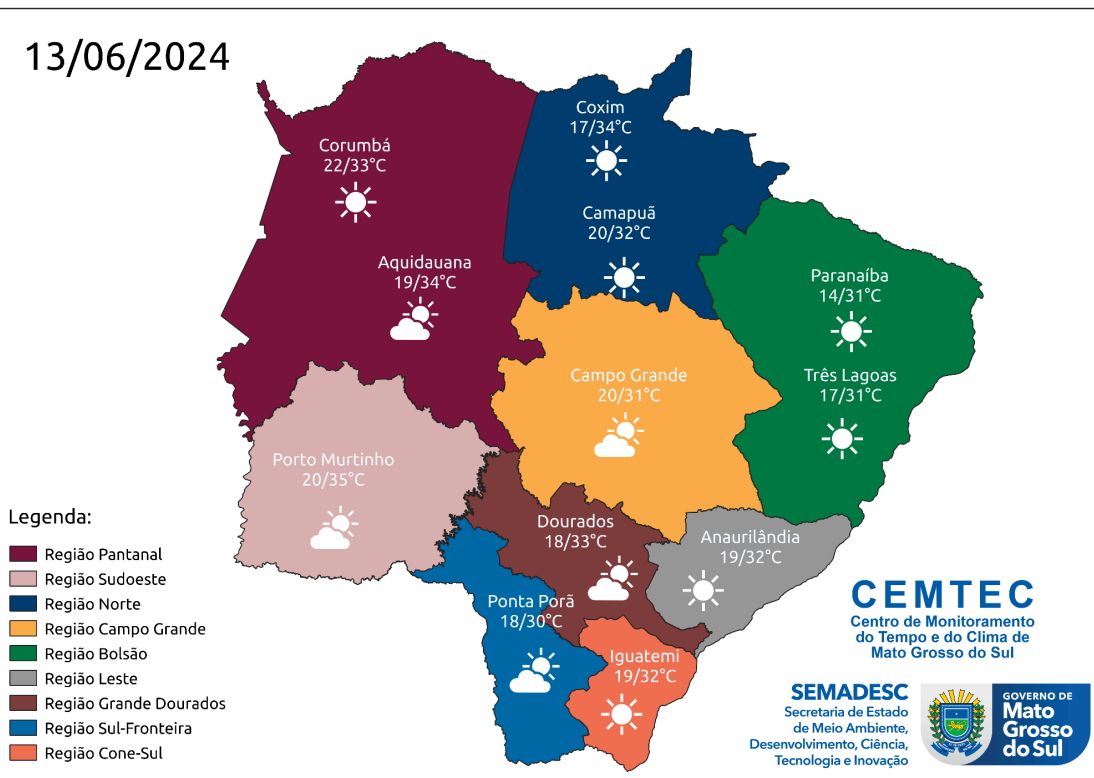 13/06/2024
Coxim
17/34°C
Corumbá
22/33°C
Camapuã
20/32°C
Aquidauana
19/34°C
Paranaíba
14/31°C
Campo Grande
20/31°C
Três Lagoas
17/31°C
Porto Murtinho
20/35°C
Dourados
18/33°C
Anaurilândia
19/32°C
Ponta Porã
18/30°C
Iguatemi
19/32°C
Legenda:
Região Pantanal
Região Sudoeste
Região Norte
Região Campo Grande
Região Bolsão
Região Leste
Região Grande Dourados
Região Sul-Fronteira
Região Cone-Sul
CEMTEC
Centro de Monitoramento
do Tempo e do Clima de
Mato Grosso do Sul
SEMADESC
Secretaria de Estado
de Meio Ambiente,
Desenvolvimento, Ciência,
Tecnologia e Inovação
GOVERNO DE
Mato
Grosso
do Sul